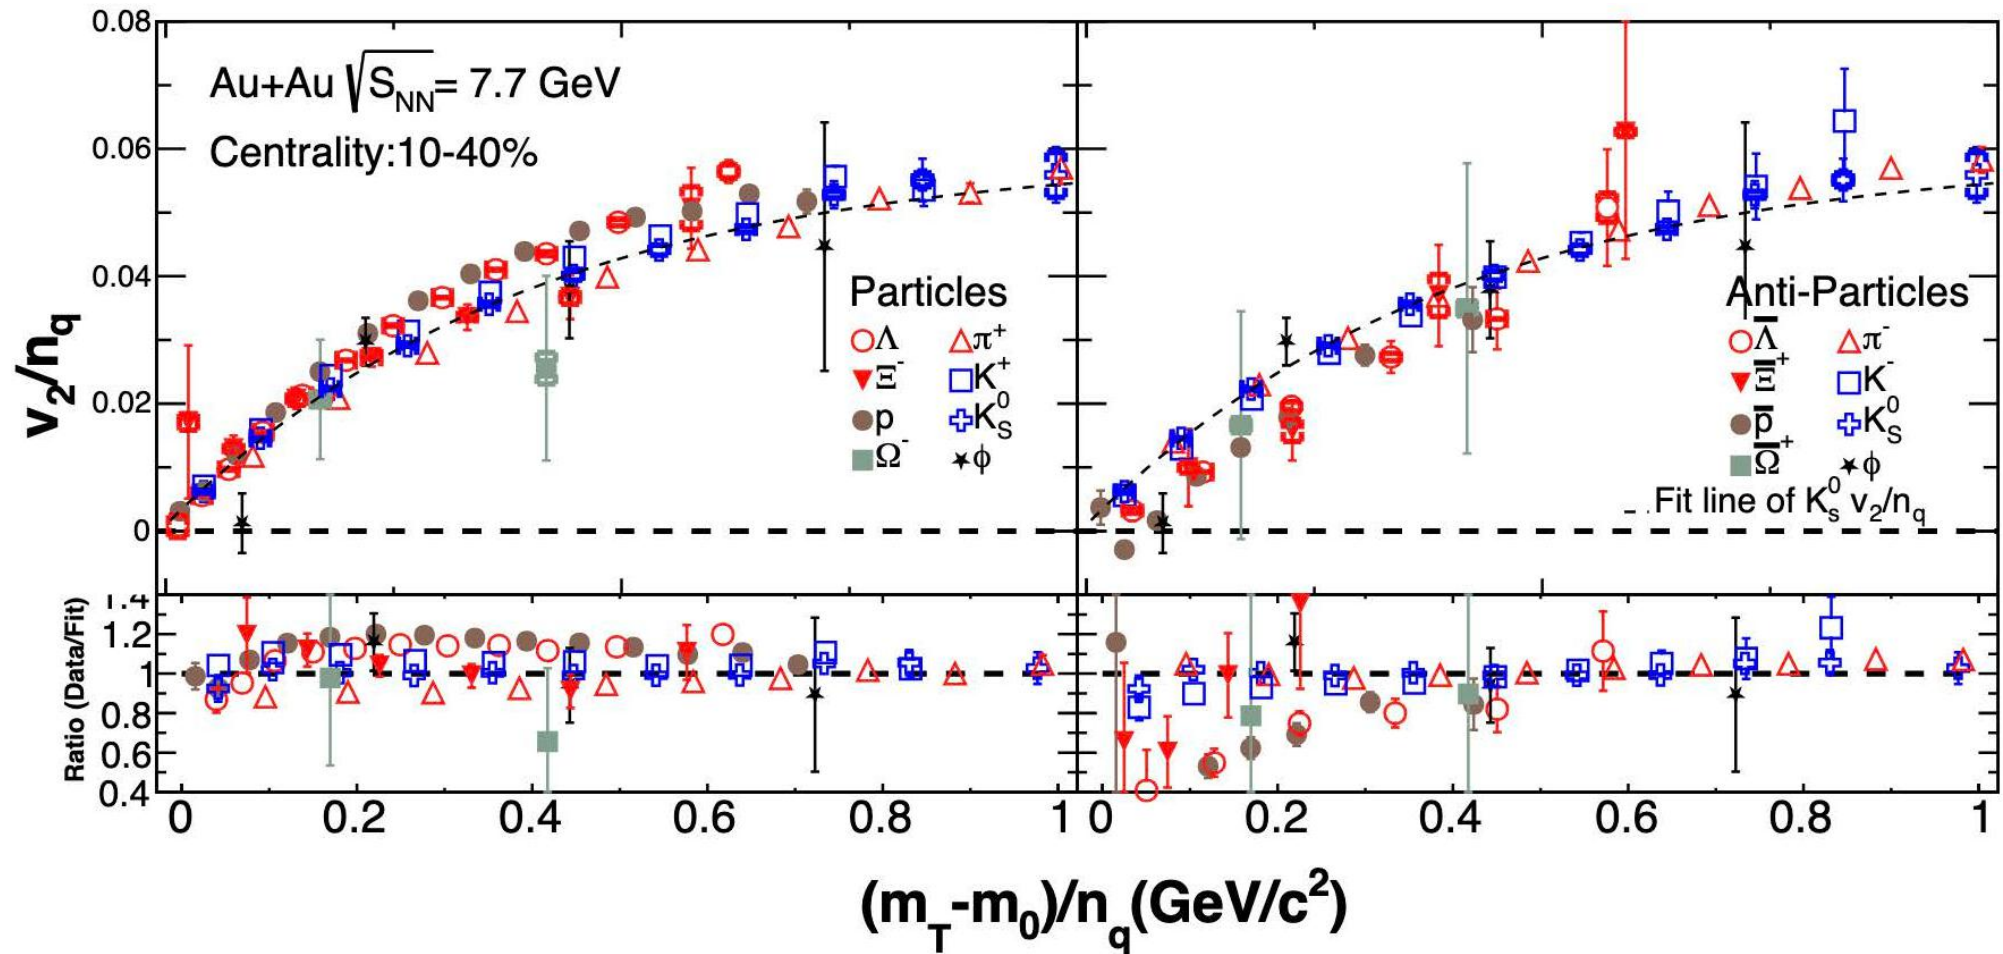 0.08
0.06
0.04
0.02
0
v2/nq
Au+Au √SNN= 7.7 GeV
Centrality:10-40%
Particles
Λ π+
Ξ- K+
p K0S
Ω- ϕ
Anti-Particles
Λ̅ π-
Ξ̅+ K-
p̅ K0S
Ω̅+ ϕ
Fit line of K0s v2/nq
Ratio (Data/Fit)
1.4
1.2
1
0.8
0.6
0.4
0 0.2 0.4 0.6 0.8 1 0 0.2 0.4 0.6 0.8 1
(mT-m0)/nq(GeV/c2)